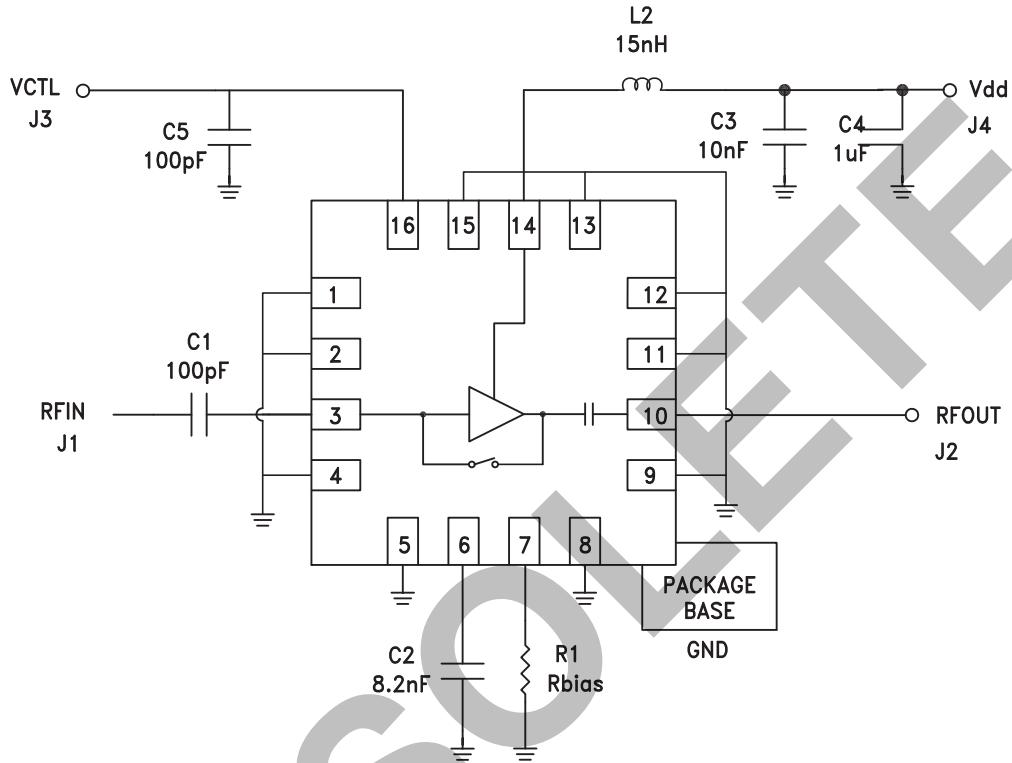 L2
15nH
VCTL
J3
Vdd
J4
C5
100pF
C3
10nF
C4
1uF
16
15
14
13
1
2
3
4
12
11
10
9
C1
100pF
RFIN
J1
RFOUT
J2
5
6
7
8
PACKAGE
BASE
GND
C2
8.2nF
R1
Rbias
SOLETE